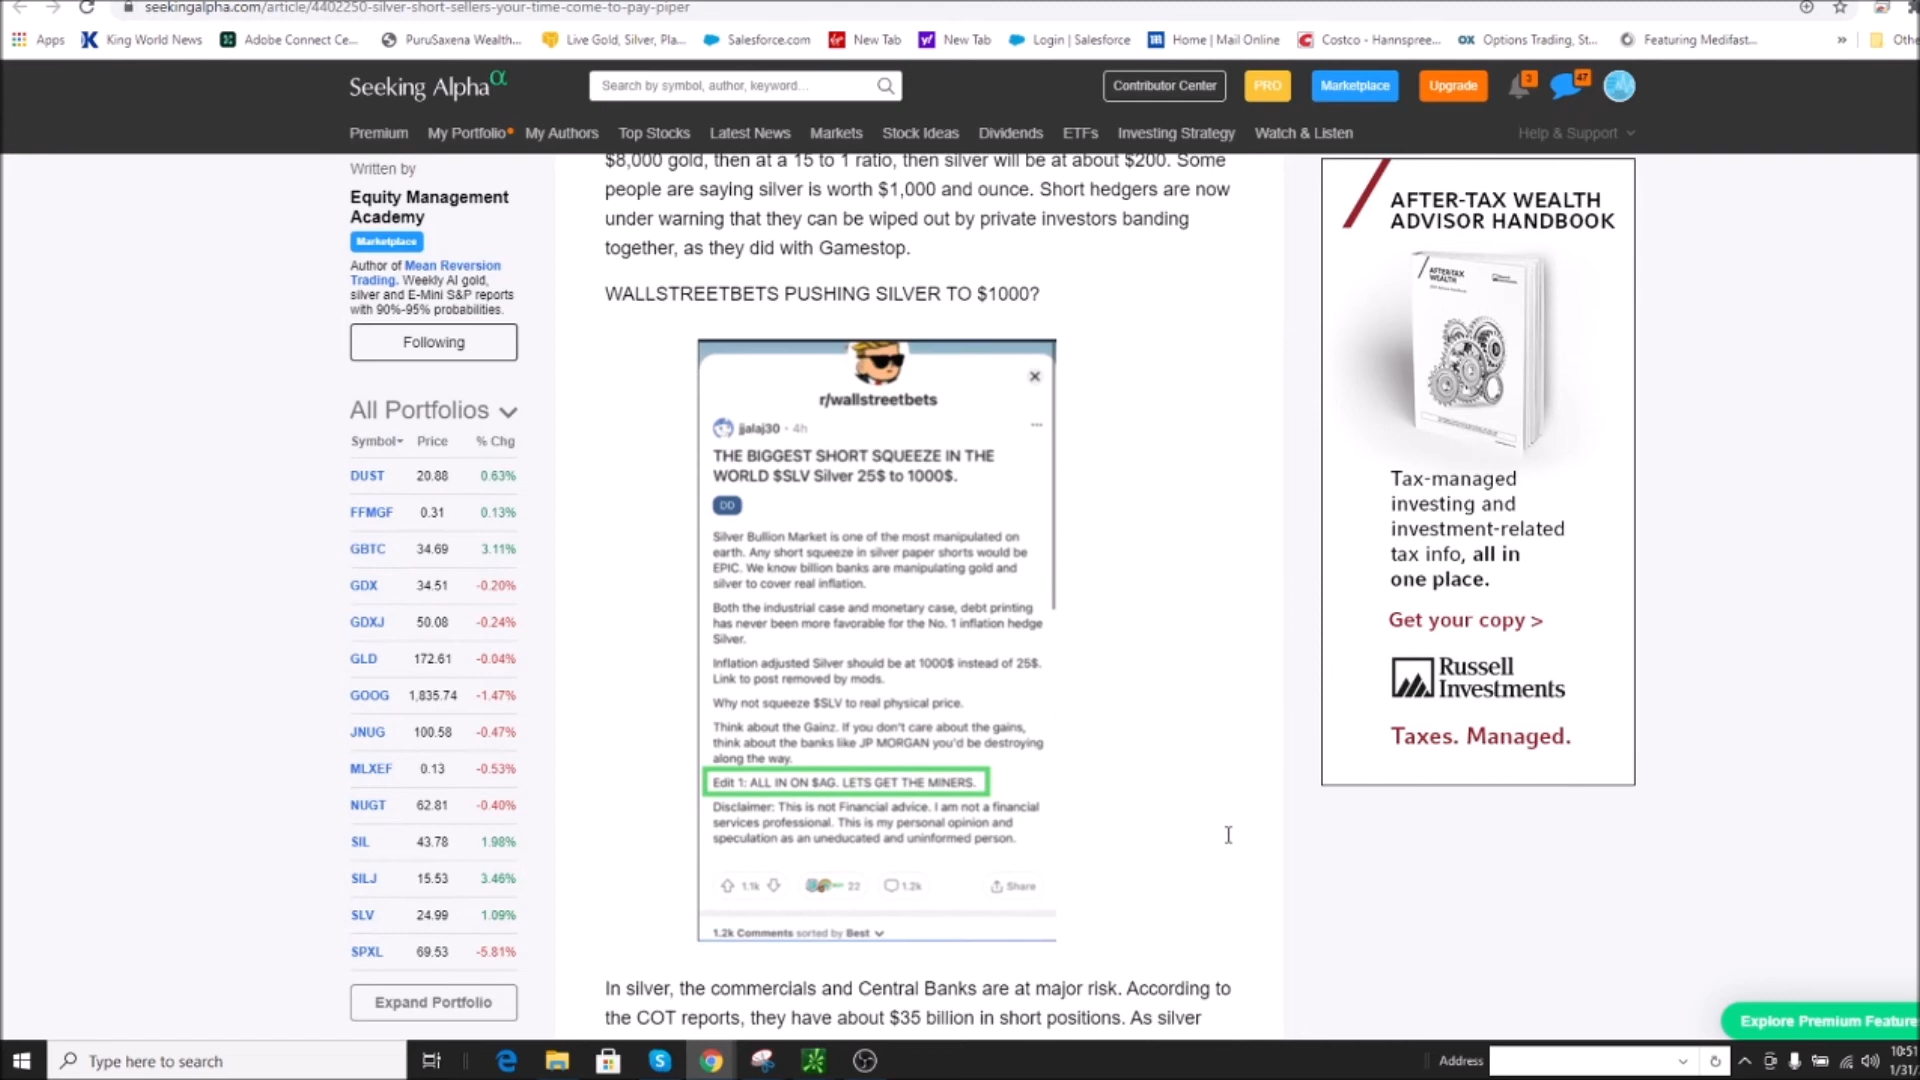 seekingalpha.com/article/4402250-silver-short-sellers-your-time-come-to-pay-piper
Apps King World News Adobe Connect Ce... PuruSaxena Wealth... Live Gold, Silver, Pla... Salesforce.com New Tab New Tab Login | Salesforce Home | Mail Online Costco - Hannspree... Options Trading, St... Featuring Medifast... » Othe
Seeking Alpha α Search by symbol, author, keyword... Contributor Center PRO Marketplace Upgrade 3 47
Premium My Portfolio My Authors Top Stocks Latest News Markets Stock Ideas Dividends ETFs Investing Strategy Watch & Listen Help & Support
Written by
Equity Management
Academy
Marketplace
Author of Mean Reversion
Trading. Weekly AI gold,
silver and E-Mini S&P reports
with 90%-95% probabilities.
Following
All Portfolios
Symbol Price % Chg
DUST 20.88 0.63%
FFMGF 0.31 0.13%
GBTC 34.69 3.11%
GDX 34.51 -0.20%
GDXJ 50.08 -0.24%
GLD 172.61 -0.04%
GOOG 1,835.74 -1.47%
JNUG 100.58 -0.47%
MLXEF 0.13 -0.53%
NUGT 62.81 -0.40%
SIL 43.78 1.98%
SILJ 15.53 3.46%
SLV 24.99 1.09%
SPXL 69.53 -5.81%
Expand Portfolio
$8,000 gold, then at a 15 to 1 ratio, then silver will be at about $200. Some
people are saying silver is worth $1,000 and ounce. Short hedgers are now
under warning that they can be wiped out by private investors banding
together, as they did with Gamestop.
WALLSTREETBETS PUSHING SILVER TO $1000?
r/wallstreetbets
jjalaj30 · 4h
THE BIGGEST SHORT SQUEEZE IN THE
WORLD $SLV Silver 25$ to 1000$.
DD
Silver Bullion Market is one of the most manipulated on
earth. Any short squeeze in silver paper shorts would be
EPIC. We know billion banks are manipulating gold and
silver to cover real inflation.
Both the industrial case and monetary case, debt printing
has never been more favorable for the No. 1 inflation hedge
Silver.
Inflation adjusted Silver should be at 1000$ instead of 25$.
Link to post removed by mods.
Why not squeeze $SLV to real physical price.
Think about the Gainz. If you don't care about the gains,
think about the banks like JP MORGAN you'd be destroying
along the way.
Edit 1: ALL IN ON $AG. LETS GET THE MINERS.
Disclaimer: This is not Financial advice. I am not a financial
services professional. This is my personal opinion and
speculation as an uneducated and uninformed person.
1.1k 22 1.2k Share
1.2k Comments sorted by Best
In silver, the commercials and Central Banks are at major risk. According to
the COT reports, they have about $35 billion in short positions. As silver
AFTER-TAX WEALTH
ADVISOR HANDBOOK
AFTER-TAX
WEALTH
Tax-managed
investing and
investment-related
tax info, all in
one place.
Get your copy >
Russell
Investments
Taxes. Managed.
Explore Premium Feature
Type here to search
Address
10:51
1/31/